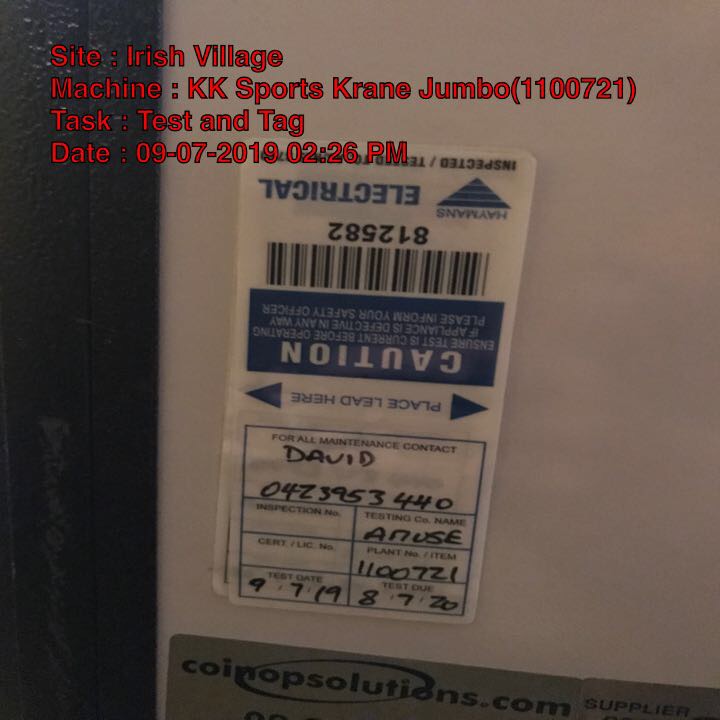 Site : Irish Village
Machine : KK Sports Krane Jumbo(1100721)
Task : Test and Tag
Date : 09-07-2019 02:26 PM
INSPECTED / TESTED TO
HAYMANS
ELECTRICAL
812582
CAUTION
ENSURE TEST IS CURRENT BEFORE OPERATING
IF APPLIANCE IS DEFECTIVE IN ANY WAY
PLEASE INFORM YOUR SAFETY OFFICER
PLACE LEAD HERE
FOR ALL MAINTENANCE CONTACT
DAVID
0423953440
INSPECTION No.
TESTING Co. NAME
AMUSE
CERT. / LIC. No.
PLANT No. / ITEM
1100721
TEST DATE
TEST DUE
9 / 7 / 19
8 / 7 / 20
coinopsolutions.com
SUPPLIER